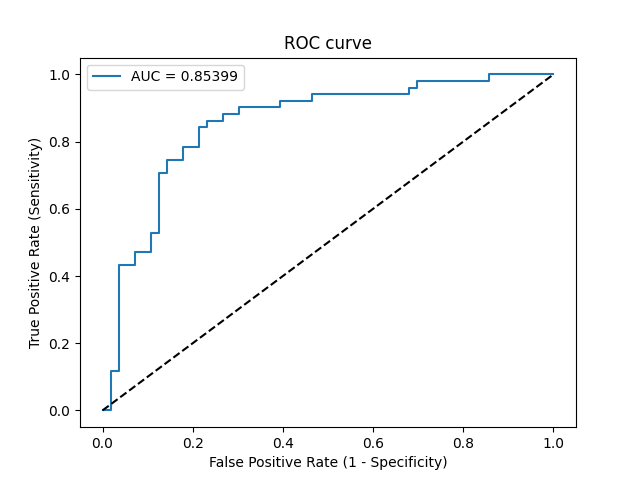 ROC curve
AUC = 0.85399
True Positive Rate (Sensitivity)
1.0
0.8
0.6
0.4
0.2
0.0
0.0 0.2 0.4 0.6 0.8 1.0
False Positive Rate (1 - Specificity)